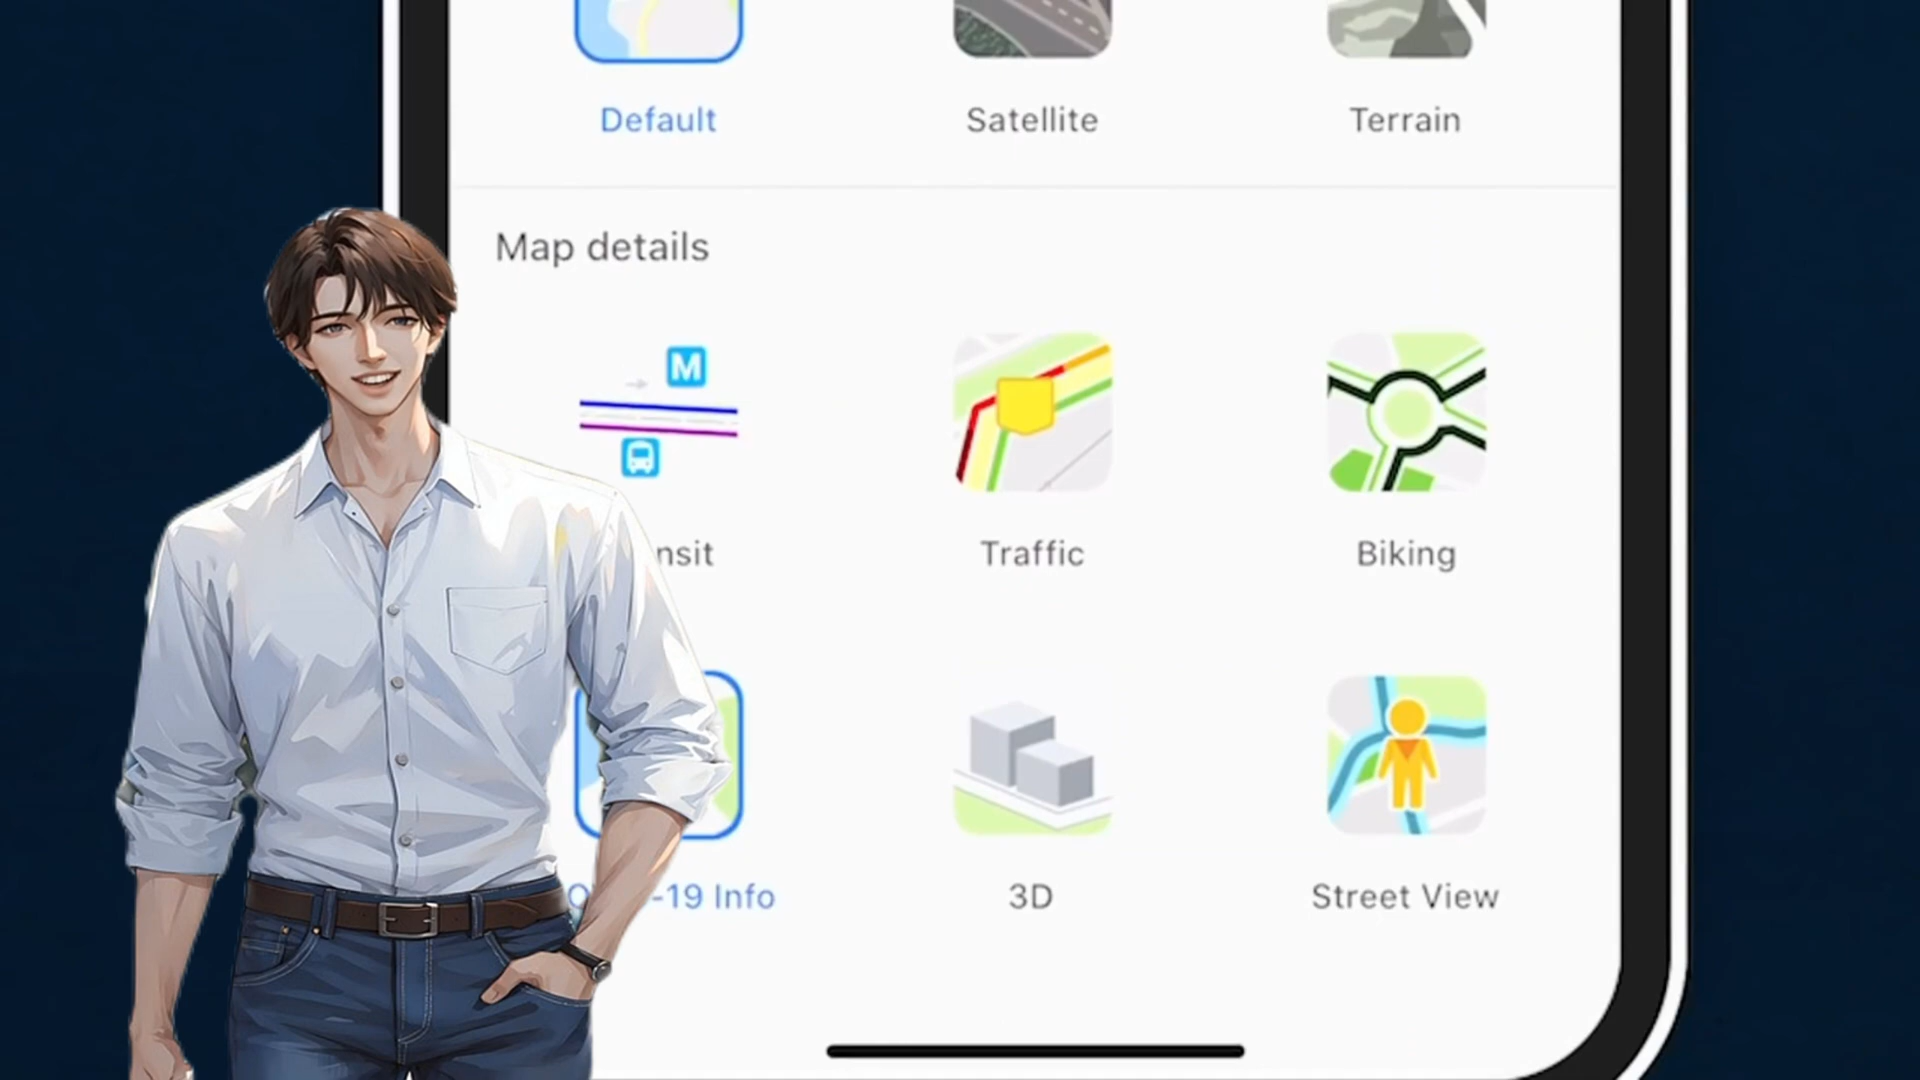 Default
Satellite
Terrain
Map details
M
nsit
Traffic
Biking
-19 Info
3D
Street View